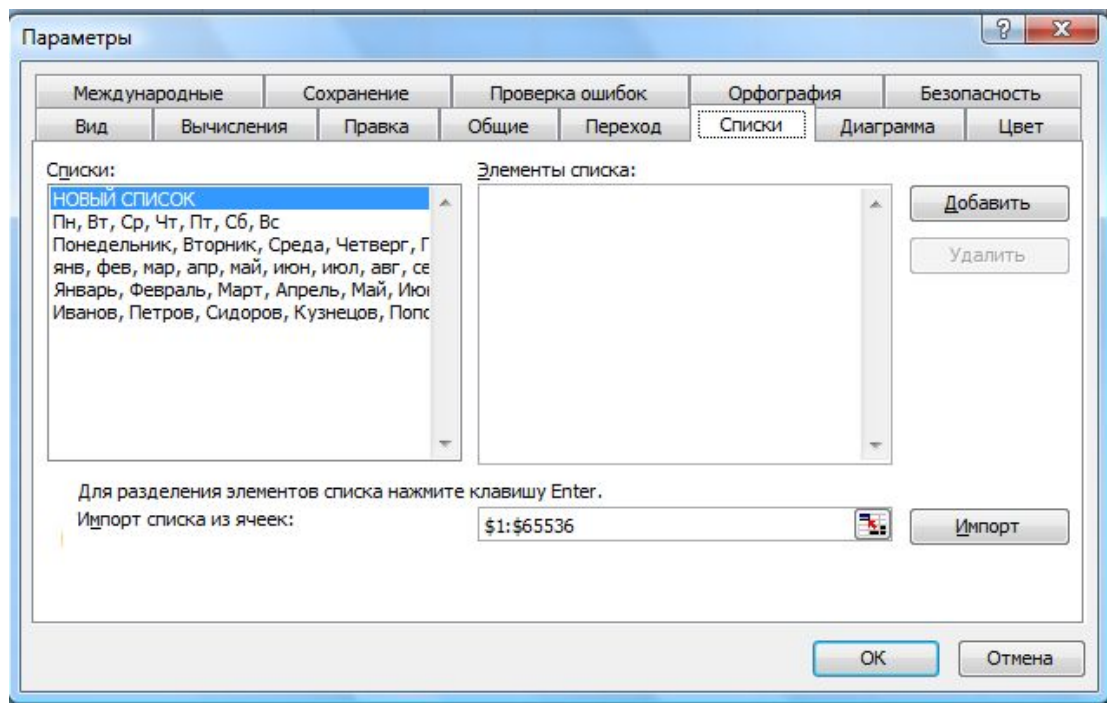 Параметры
Международные Сохранение Проверка ошибок Орфография Безопасность
Вид Вычисления Правка Общие Переход Списки Диаграмма Цвет
Списки: Элементы списка:
НОВЫЙ СПИСОК
Добавить
Пн, Вт, Ср, Чт, Пт, Сб, Вс
Понедельник, Вторник, Среда, Четверг, Г
Удалить
янв, фев, мар, апр, май, июн, июл, авг, се
Январь, Февраль, Март, Апрель, Май,
Иванов, Петров, Сидоров, Кузнецов,
Для разделения элементов списка нажмите клавишу Enter.
Импорт списка из ячеек: $1:$65536 Импорт
ОК Отмена